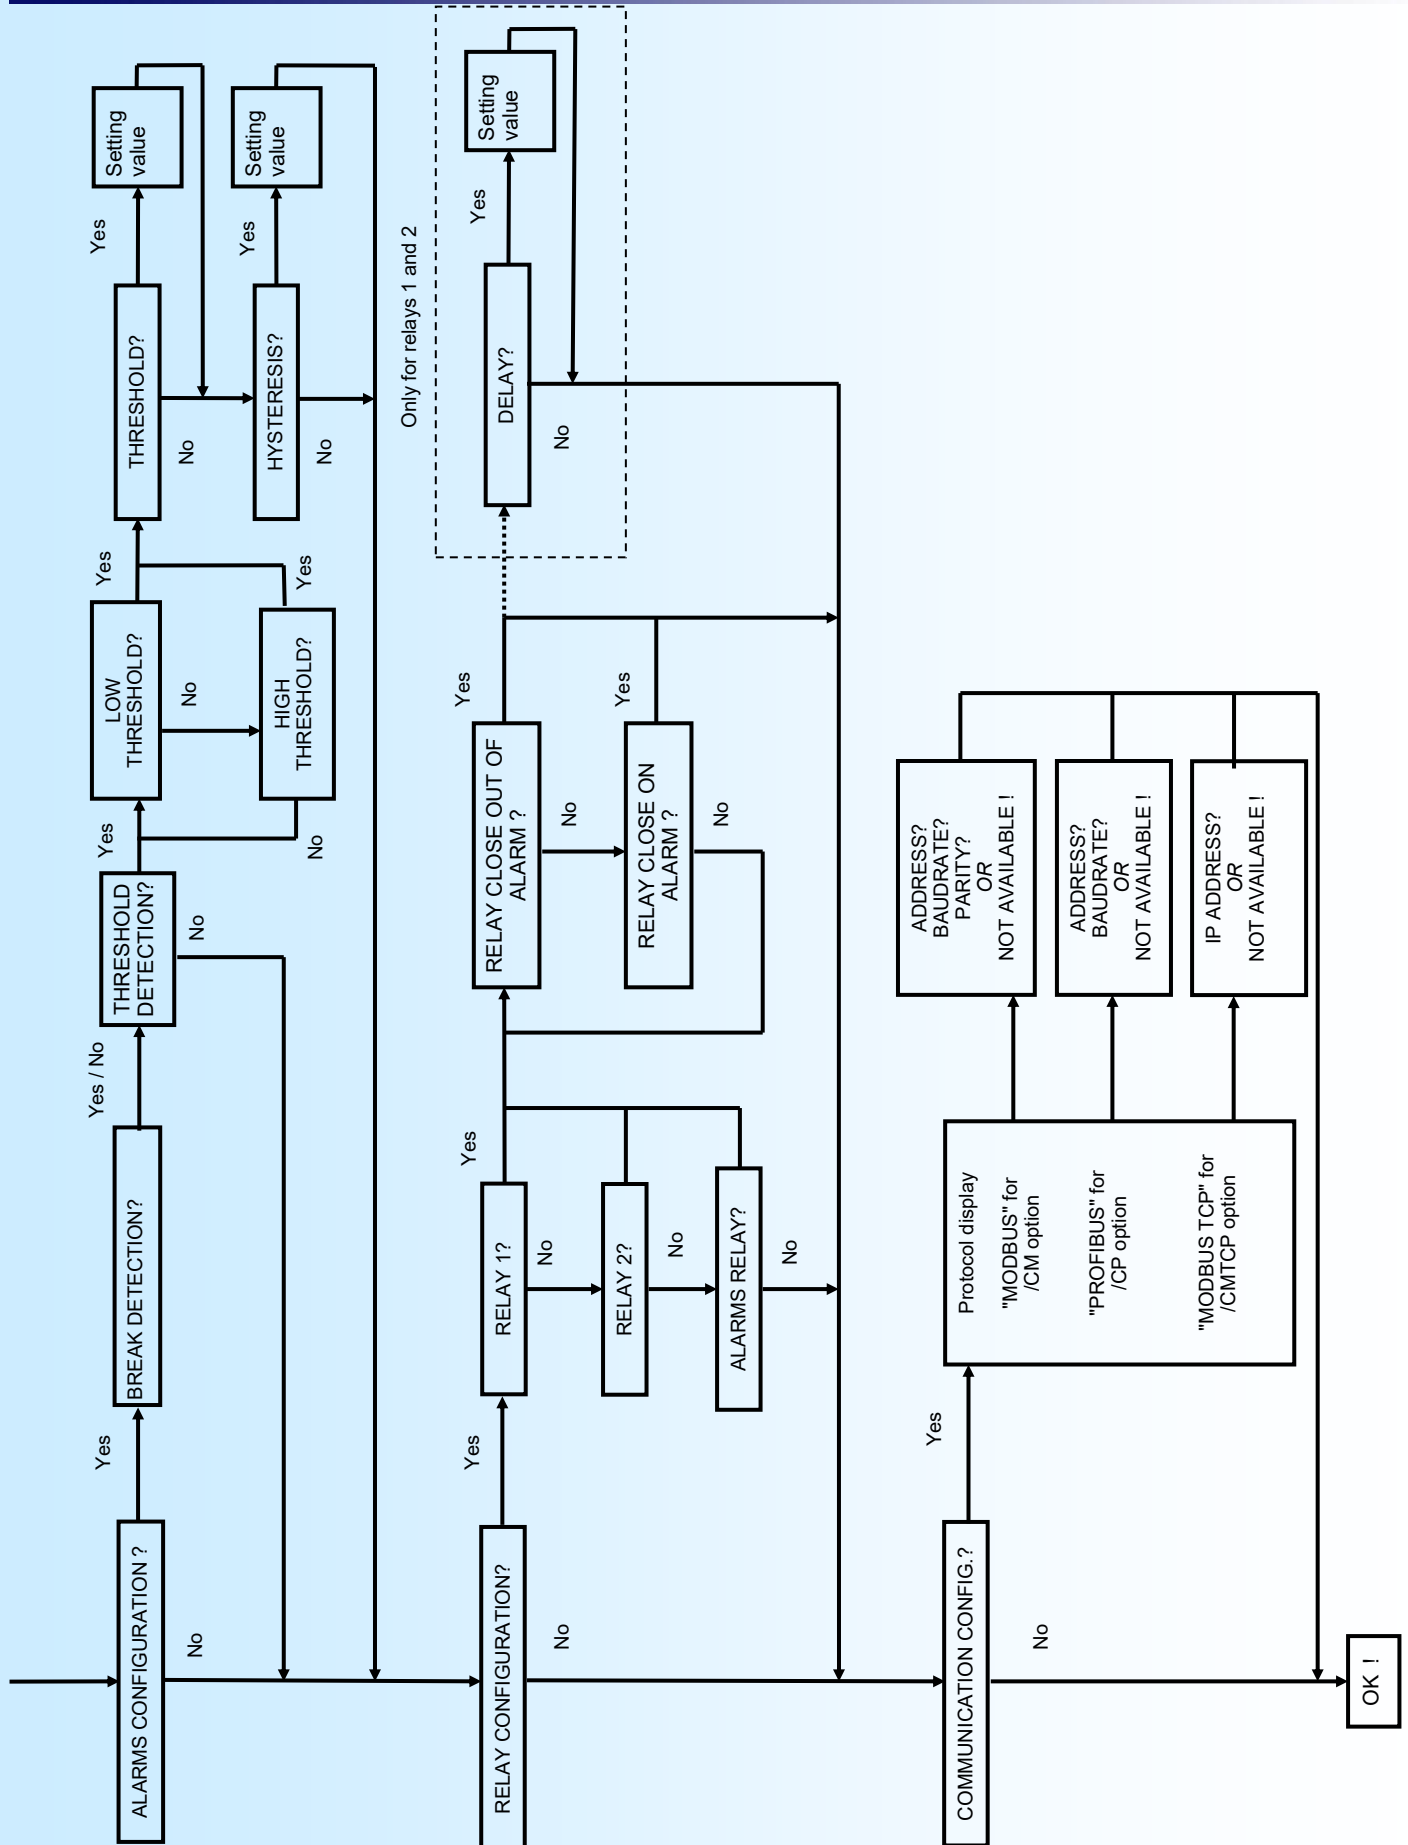 ALARMS CONFIGURATION ?
Yes
No
BREAK DETECTION?
Yes / No
THRESHOLD
DETECTION?
Yes
No
LOW
THRESHOLD?
Yes
No
HIGH
THRESHOLD?
Yes
No
THRESHOLD?
Yes
No
Setting
value
HYSTERESIS?
Yes
No
Setting
value
RELAY CONFIGURATION?
Yes
No
RELAY 1?
Yes
No
RELAY 2?
No
ALARMS RELAY?
No
RELAY CLOSE OUT OF
ALARM ?
Yes
No
RELAY CLOSE ON
ALARM ?
Yes
No
Only for relays 1 and 2
DELAY?
Yes
No
Setting
value
COMMUNICATION CONFIG.?
Yes
No
Protocol display
"MODBUS" for
/CM option
"PROFIBUS" for
/CP option
"MODBUS TCP" for
/CMTCP option
ADDRESS?
BAUDRATE?
PARITY?
OR
NOT AVAILABLE !
ADDRESS?
BAUDRATE?
OR
NOT AVAILABLE !
IP ADDRESS?
OR
NOT AVAILABLE !
OK !